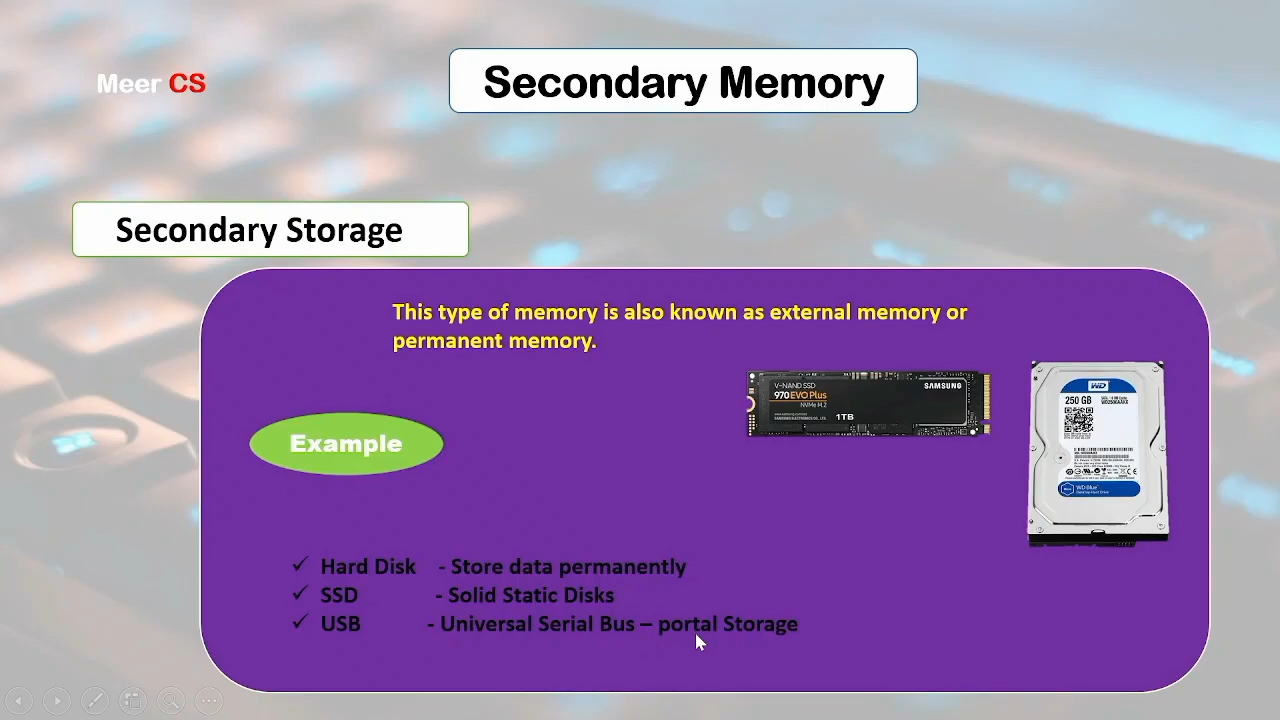 Meer CS
Secondary Memory
Secondary Storage
This type of memory is also known as external memory or
permanent memory.
V-NAND SSD
970 EVO Plus
NVMe M.2
SAMSUNG
1TB
WD
250 GB
WD Blue
Example
✓ Hard Disk - Store data permanently
✓ SSD - Solid Static Disks
✓ USB - Universal Serial Bus – portal Storage